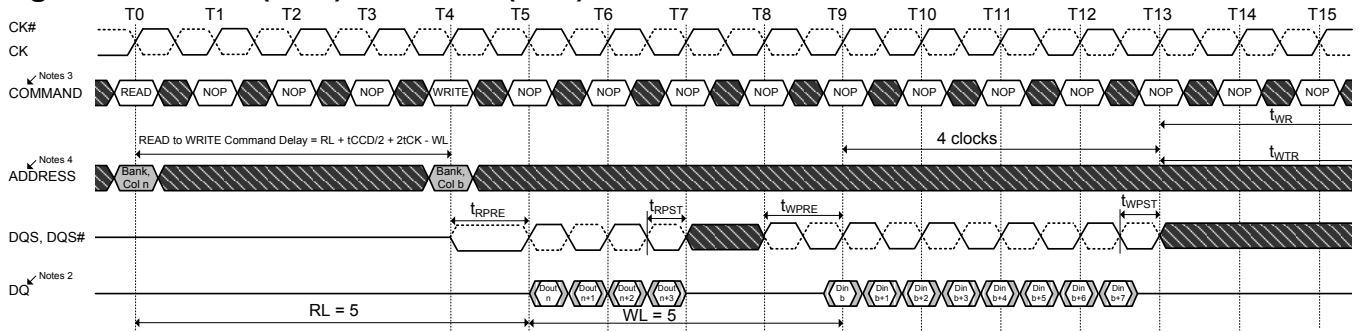 T0 T1 T2 T3 T4 T5 T6 T7 T8 T9 T10 T11 T12 T13 T14 T15
CK#
CK
Notes 3
COMMAND READ NOP NOP NOP WRITE NOP NOP NOP NOP NOP NOP NOP NOP NOP NOP NOP
tWR
READ to WRITE Command Delay = RL + tCCD/2 + 2tCK - WL
4 clocks
tWTR
Notes 4
ADDRESS
Bank,
Col n
Bank,
Col b
tRPRE tRPST tWPRE tWPST
DQS, DQS#
Notes 2
DQ
Dout
n
Dout
n+1
Dout
n+2
Dout
n+3
Din
b
Din
b+1
Din
b+2
Din
b+3
Din
b+4
Din
b+5
Din
b+6
Din
b+7
RL = 5 WL = 5